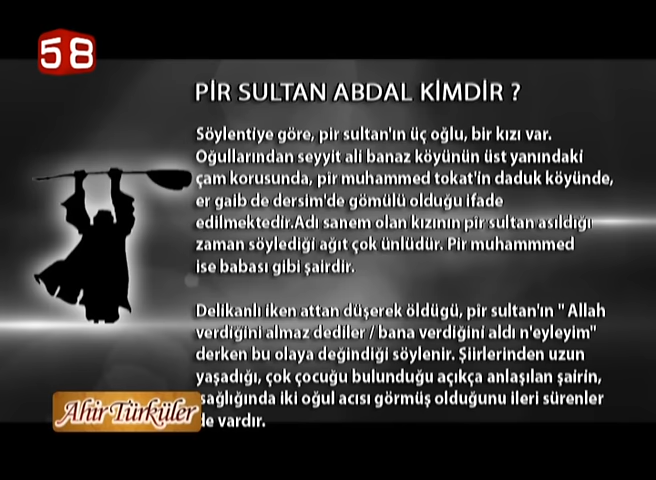 58
PİR SULTAN ABDAL KİMDİR ?
Söylentiye göre, pir sultan'ın üç oğlu, bir kızı var.
Oğullarından seyyit ali banaz köyünün üst yanındaki
çam korusunda, pir muhammed tokat'in daduk köyünde,
er gaib de dersim'de gömülü olduğu ifade
edilmektedir.Adı sanem olan kızının pir sultan asıldığı
zaman söylediği ağıt çok ünlüdür. Pir muhammmed
ise babası gibi şairdir.
Delikanlı iken attan düşerek öldügü, pir sultan'ın " Allah
verdiğini almaz dediler / bana verdiğini aldı n'eyleyim"
derken bu olaya değindiği söylenir. Şiirlerinden uzun
yaşadığı, çok çocuğu bulunduğu açıkça anlaşılan şairin,
sağlığında iki oğul acısı görmüş olduğunu ileri sürenler
de vardır.
Ahir Türküler